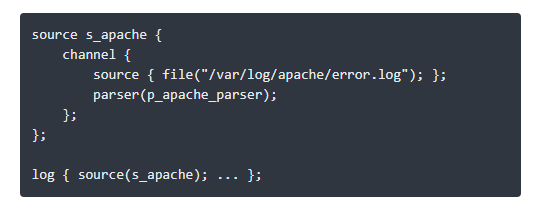 source s_apache {
    channel {
        source { file("/var/log/apache/error.log"); };
        parser(p_apache_parser);
    };
};

log { source(s_apache); ... };